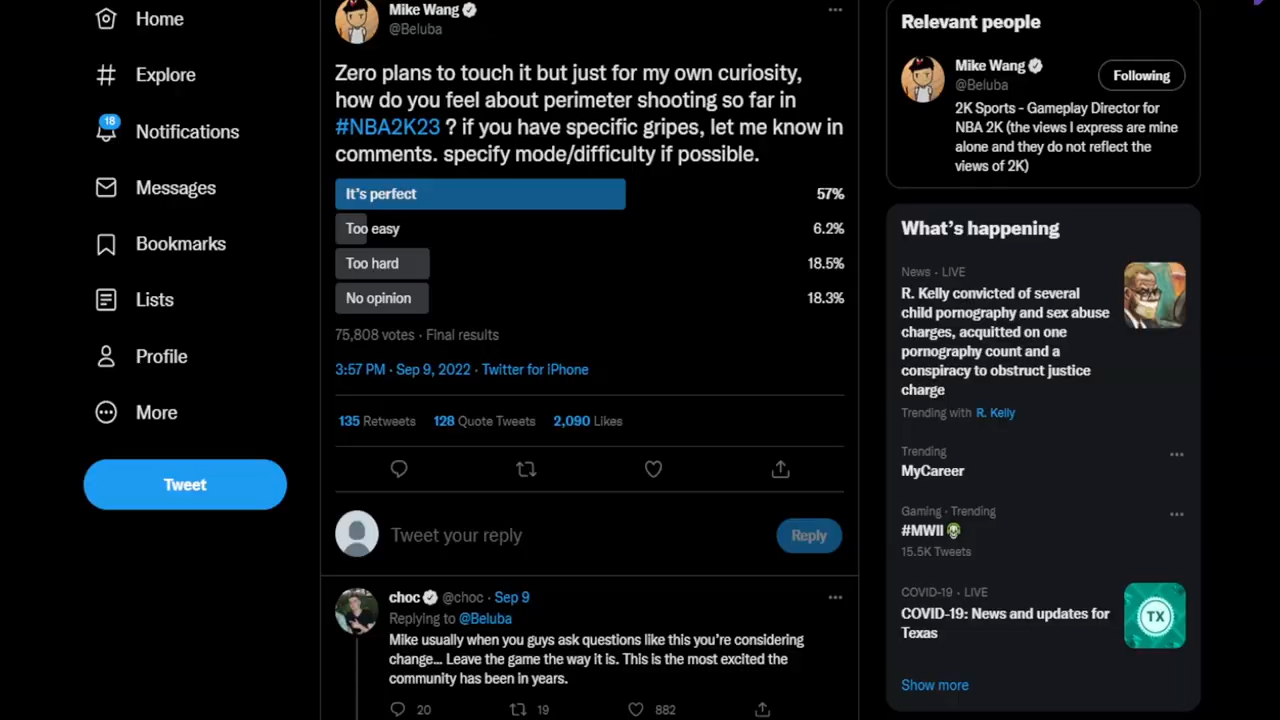 Home
Explore
18
Notifications
Messages
Bookmarks
Lists
Profile
More
Tweet
Mike Wang
@Beluba
Zero plans to touch it but just for my own curiosity,
how do you feel about perimeter shooting so far in
#NBA2K23 ? if you have specific gripes, let me know in
comments. specify mode/difficulty if possible.
It's perfect 57%
Too easy 6.2%
Too hard 18.5%
No opinion 18.3%
75,808 votes · Final results
3:57 PM · Sep 9, 2022 · Twitter for iPhone
135 Retweets 128 Quote Tweets 2,090 Likes
Tweet your reply
Reply
choc @choc · Sep 9
Replying to @Beluba
Mike usually when you guys ask questions like this you're considering
change... Leave the game the way it is. This is the most excited the
community has been in years.
20 19 882
Relevant people
Mike Wang
@Beluba
Following
2K Sports - Gameplay Director for
NBA 2K (the views I express are mine
alone and they do not reflect the
views of 2K)
What's happening
News · LIVE
R. Kelly convicted of several
child pornography and sex abuse
charges, acquitted on one
pornography count and a
conspiracy to obstruct justice
charge
Trending with R. Kelly
Trending
MyCareer
Gaming · Trending
#MWII
15.5K Tweets
COVID-19 · LIVE
COVID-19: News and updates for
Texas
TX
Show more